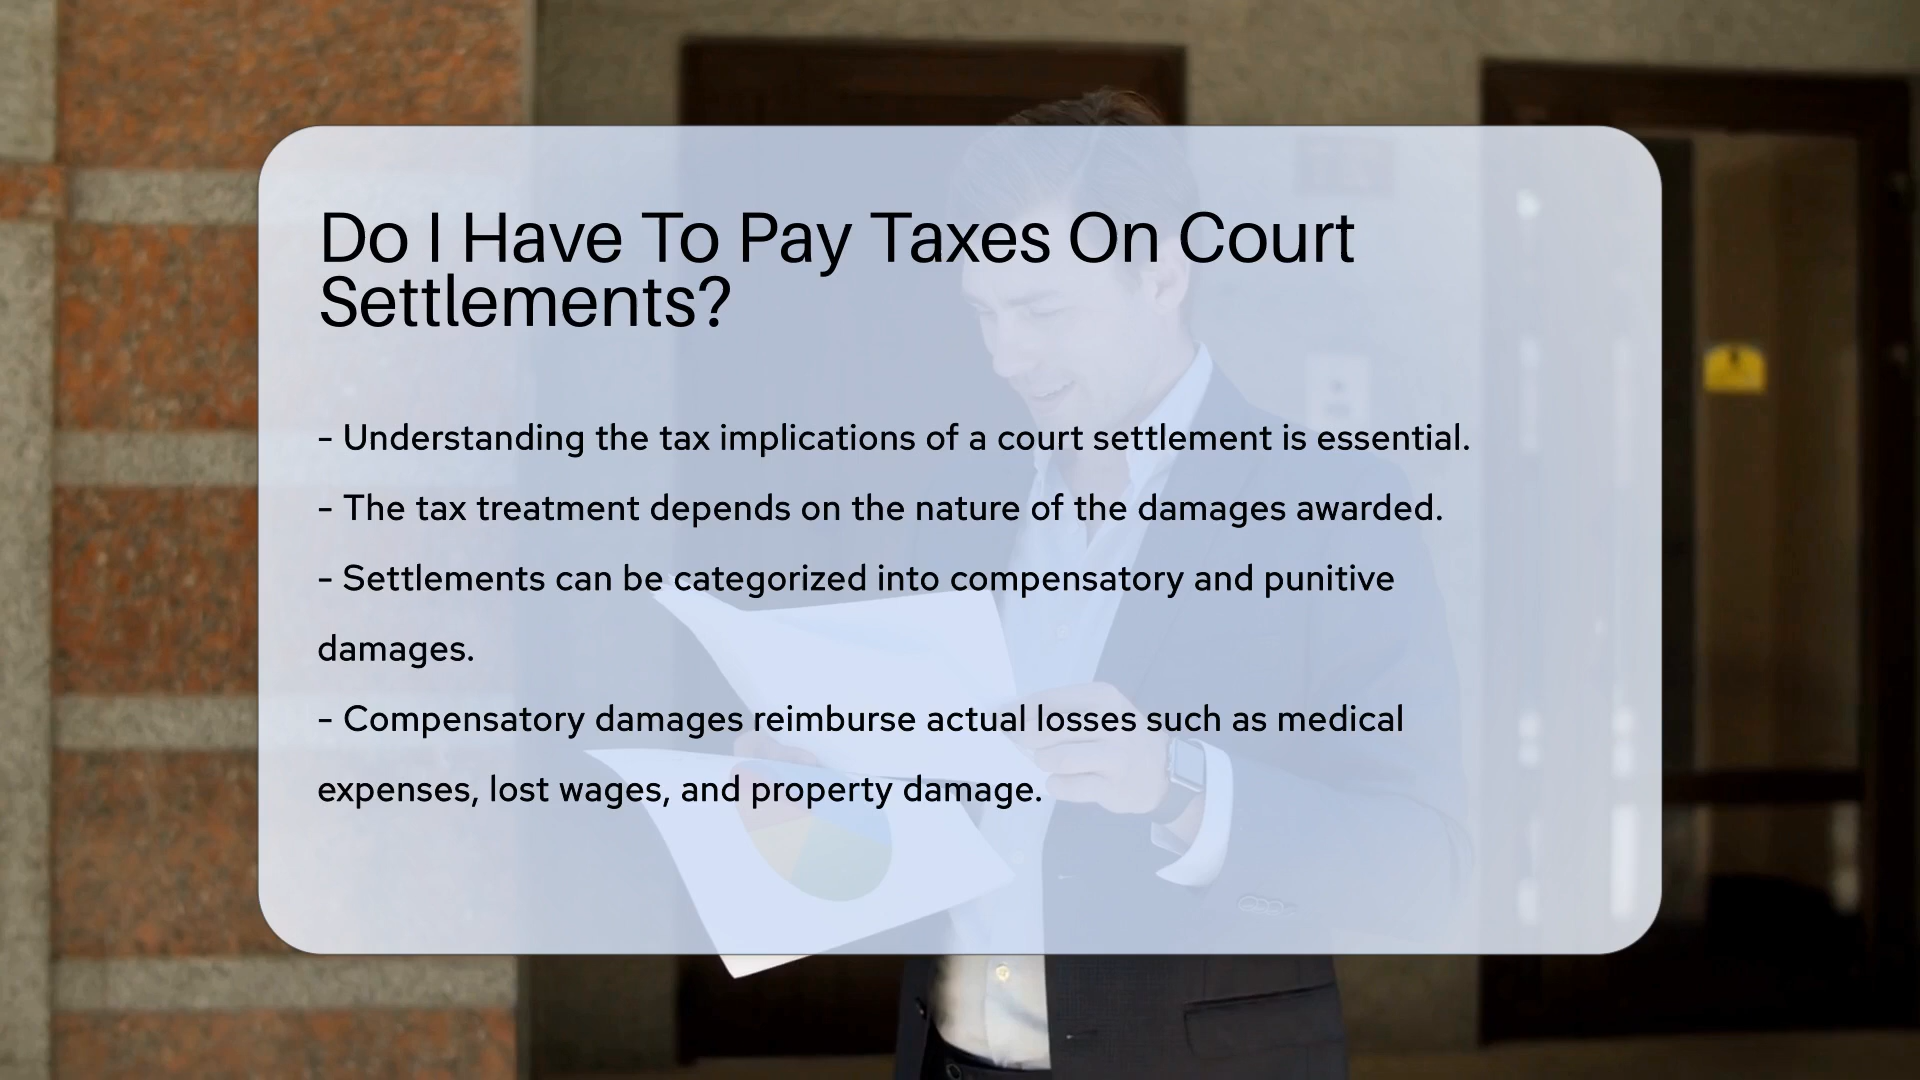 Do I Have To Pay Taxes On Court
Settlements?
- Understanding the tax implications of a court settlement is essential.
- The tax treatment depends on the nature of the damages awarded.
- Settlements can be categorized into compensatory and punitive
damages.
- Compensatory damages reimburse actual losses such as medical
expenses, lost wages, and property damage.